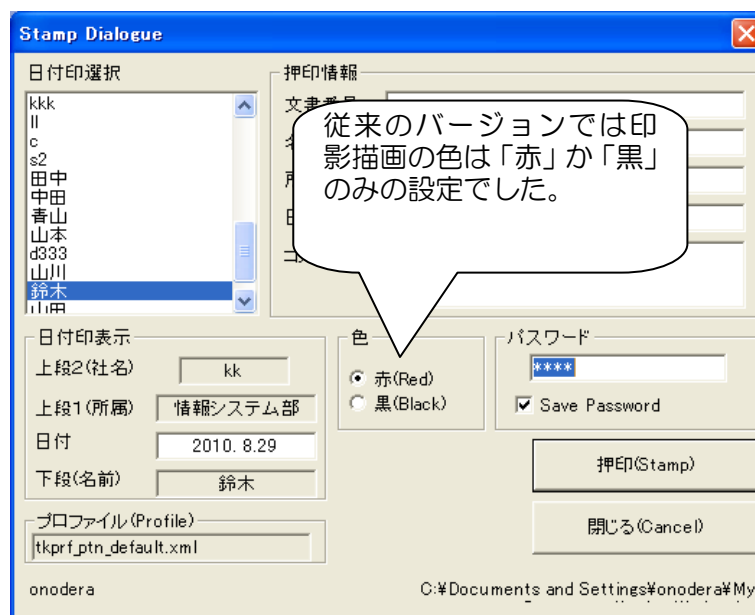 Stamp Dialogue
日付印選択
押印情報
kkk
ll
c
s2
田中
中田
青山
山本
d333
山川
鈴木
山田
従来のバージョンでは印
影描画の色は「赤」か「黒」
のみの設定でした。
日付印表示
上段2(社名)
kk
上段1(所属)
情報システム部
日付
2010. 8.29
下段(名前)
鈴木
色
赤(Red)
黒(Black)
パスワード
****
Save Password
押印(Stamp)
閉じる(Cancel)
プロファイル(Profile)
tkprf_ptn_default.xml
onodera
C:¥Documents and Settings¥onodera¥My